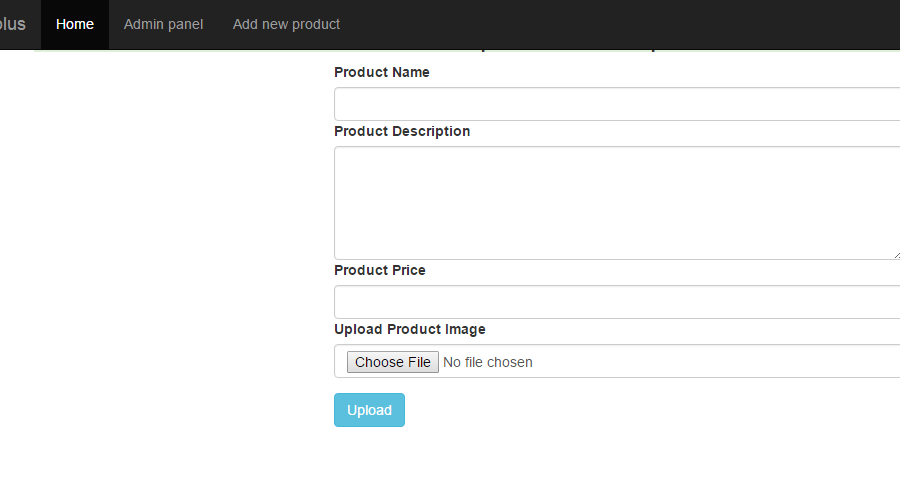 plus Home Admin panel Add new product
Product Name
Product Description
Product Price
Upload Product Image
Choose File No file chosen
Upload